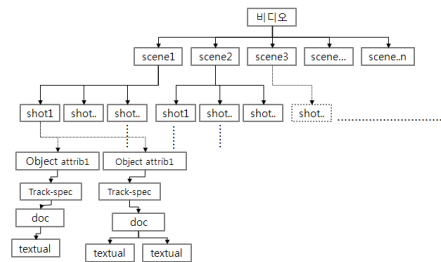 비디오
scene1 scene2 scene3 scene... scene..n
shot1 shot.. shot.. shot1 shot.. shot.. shot..
Object attrib1 Object attrib1
Track-spec Track-spec
doc doc
textual textual textual